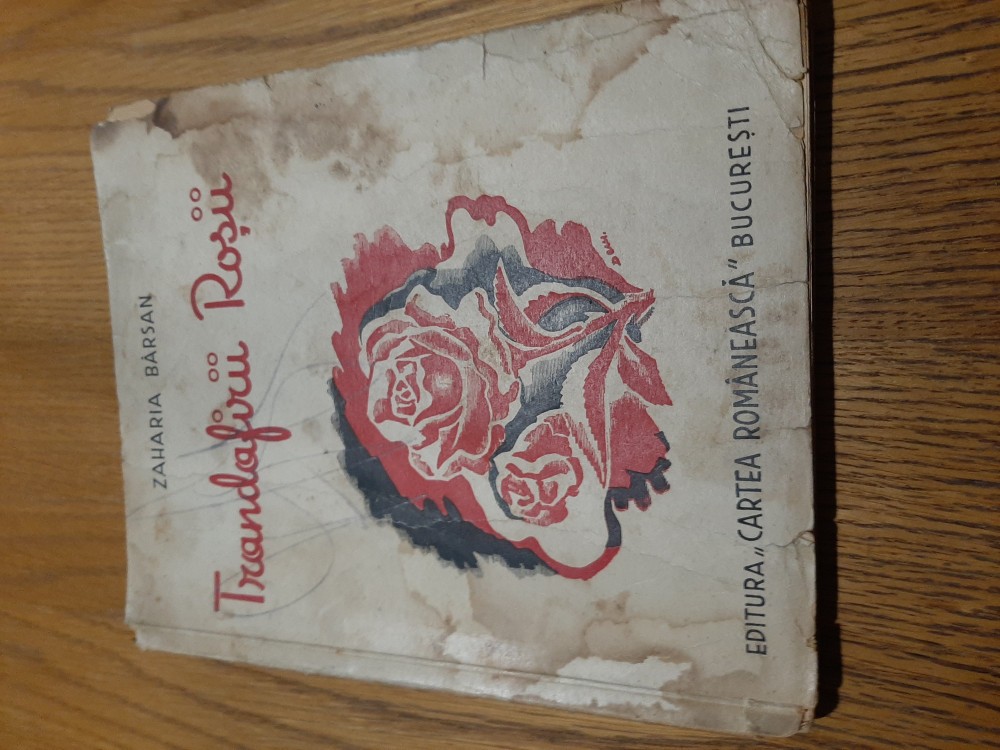 ZAHARIA BÂRSAN
Trandafirii Roșii
EDITURA „CARTEA ROMÂNEASCĂ” BUCUREȘTI